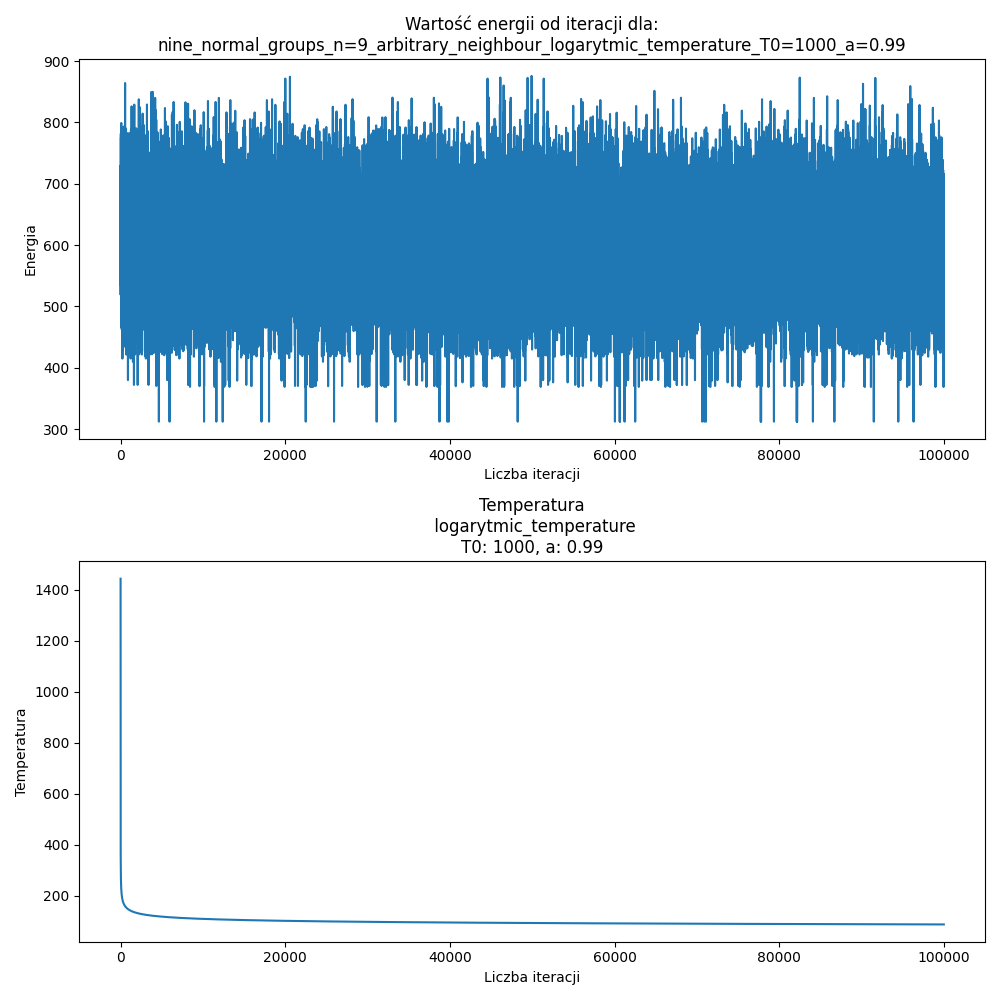 Wartość energii od iteracji dla:
nine_normal_groups_n=9_arbitrary_neighbour_logarytmic_temperature_T0=1000_a=0.99
900
800
700
600
500
400
300
Energia
0 20000 40000 60000 80000 100000
Liczba iteracji
Temperatura
logarytmic_temperature
T0: 1000, a: 0.99
1400
1200
1000
800
600
400
200
Temperatura
0 20000 40000 60000 80000 100000
Liczba iteracji